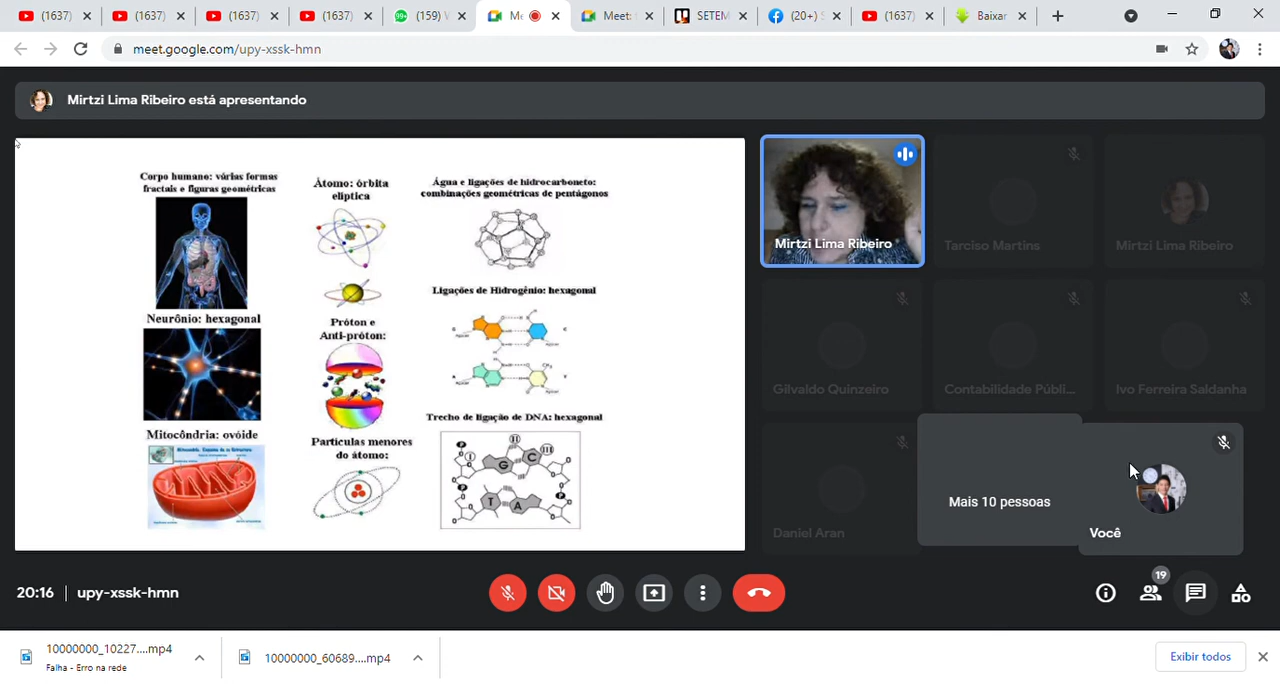 (1637)
(1637)
(1637)
(1637)
(159) W
Me
Meet:
SETEM
(20+)
(1637)
Baixar
meet.google.com/upy-xssk-hmn
Mirtzi Lima Ribeiro está apresentando
Corpo humano: várias formas
fractais e figuras geométricas
Átomo: órbita
elíptica
Água e ligações de hidrocarboneto:
combinações geométricas de pentágonos
Ligações de Hidrogênio: hexagonal
Neurônio: hexagonal
Próton e
Anti-próton:
Trecho de ligação de DNA: hexagonal
Mitocôndria: ovóide
Partículas menores
do átomo:
I
II
III
P
P
P
P
G
C
T
A
Mirtzi Lima Ribeiro
Tarciso Martins
Mirtzi Lima Ribeiro
Gilvaldo Quinzeiro
Contabilidade Públi...
Ivo Ferreira Saldanha
Daniel Aran
Mais 10 pessoas
Você
20:16
upy-xssk-hmn
19
10000000_10227....mp4
Falha - Erro na rede
10000000_60689....mp4
Exibir todos